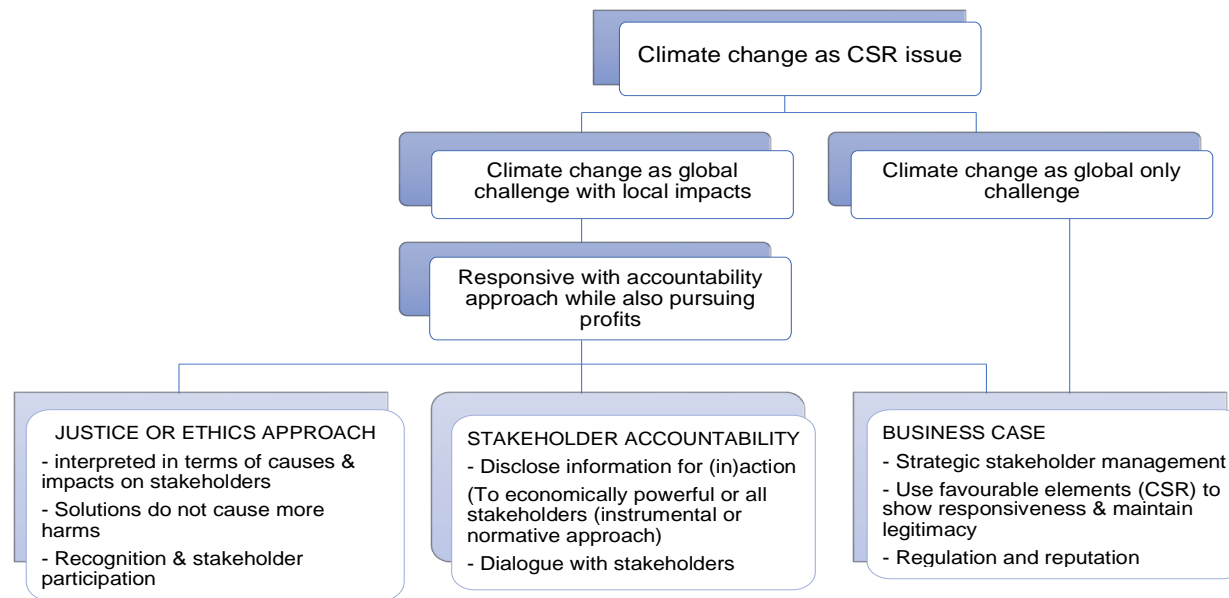 Climate change as CSR issue
Climate change as global
challenge with local impacts
Climate change as global only
challenge
Responsive with accountability
approach while also pursuing
profits
JUSTICE OR ETHICS APPROACH
- interpreted in terms of causes &
impacts on stakeholders
- Solutions do not cause more
harms
- Recognition & stakeholder
participation
STAKEHOLDER ACCOUNTABILITY
- Disclose information for (in)action
(To economically powerful or all
stakeholders (instrumental or
normative approach)
- Dialogue with stakeholders
BUSINESS CASE
- Strategic stakeholder management
- Use favourable elements (CSR) to
show responsiveness & maintain
legitimacy
- Regulation and reputation